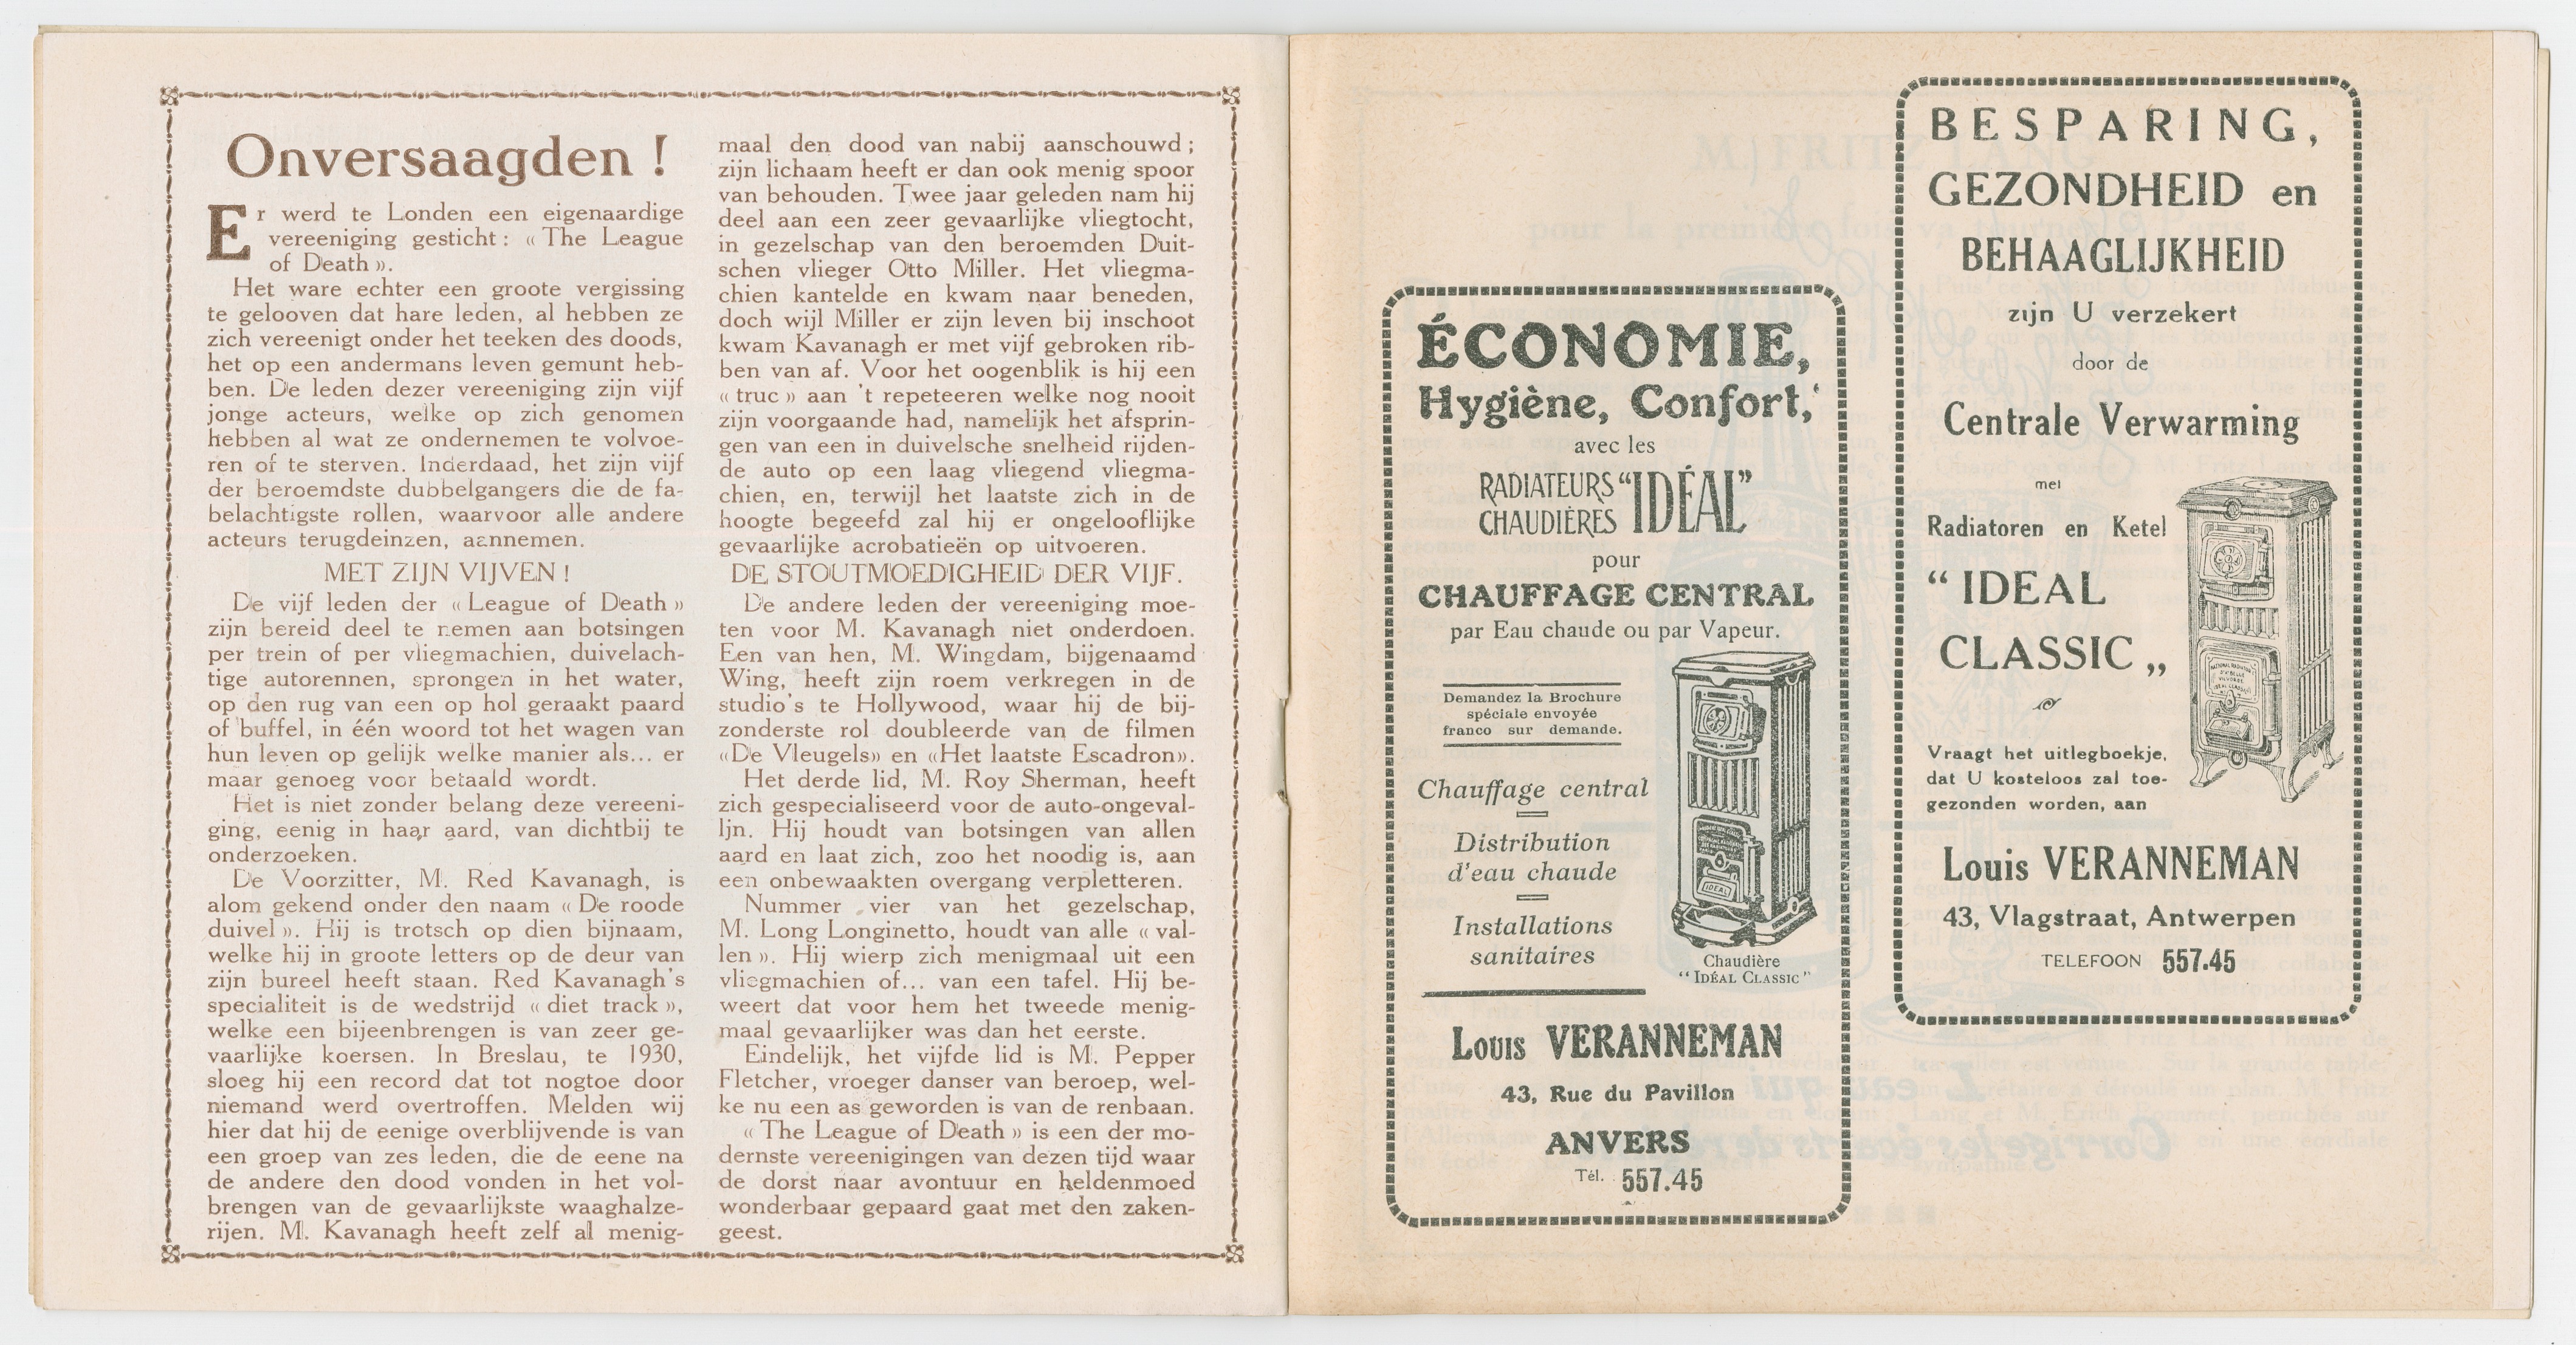 Onversaagden !
Er werd te Londen een eigenaardige
vereeniging gesticht : « The League
of Death ».
Het ware echter een groote vergissing
te gelooven dat hare leden, al hebben ze
zich vereenigt onder het teeken des doods,
het op een andermans leven gemunt heb-
ben. De leden dezer vereeniging zijn vijf
jonge acteurs, welke op zich genomen
hebben al wat ze ondernemen te volvoe-
ren of te sterven. Inderdaad, het zijn vijf
der beroemdste dubbelgangers die de fa-
belachtigste rollen, waarvoor alle andere
acteurs terugdeinzen, aannemen.
MET ZIJN VIJVEN !
De vijf leden der « League of Death »
zijn bereid deel te nemen aan botsingen
per trein of per vliegmachien, duivelach-
tige autorennen, sprongen in het water,
op den rug van een op hol geraakt paard
of buffel, in één woord tot het wagen van
hun leven op gelijk welke manier als... er
maar genoeg voor betaald wordt.
Het is niet zonder belang deze vereeni-
ging, eenig in haar aard, van dichtbij te
onderzoeken.
De Voorzitter, M. Red Kavanagh, is
alom gekend onder den naam « De roode
duivel ». Hij is trotsch op dien bijnaam,
welke hij in groote letters op de deur van
zijn bureel heeft staan. Red Kavanagh's
specialiteit is de wedstrijd « diet track »,
welke een bijeenbrengen is van zeer ge-
vaarlijke koersen. In Breslau, te 1930,
sloeg hij een record dat tot nogtoe door
niemand werd overtroffen. Melden wij
hier dat hij de eenige overblijvende is van
een groep van zes leden, die de eene na
de andere den dood vonden in het vol-
brengen van de gevaarlijkste waaghalze-
rijen. M. Kavanagh heeft zelf al menig-
maal den dood van nabij aanschouwd ;
zijn lichaam heeft er dan ook menig spoor
van behouden. Twee jaar geleden nam hij
deel aan een zeer gevaarlijke vliegtocht,
in gezelschap van den beroemden Duit-
schen vlieger Otto Miller. Het vliegma-
chien kantelde en kwam naar beneden,
doch wijl Miller er zijn leven bij inschoot
kwam Kavanagh er met vijf gebroken rib-
ben van af. Voor het oogenblik is hij een
« truc » aan 't repeteeren welke nog nooit
zijn voorgaande had, namelijk het afsprin-
gen van een in duivelsche snelheid rijden-
de auto op een laag vliegend vliegma-
chien, en, terwijl het laatste zich in de
hoogte begeefd zal hij er ongelooflijke
gevaarlijke acrobatieën op uitvoeren.
DE STOUTMOEDIGHEID DER VIJF.
De andere leden der vereeniging moe-
ten voor M. Kavanagh niet onderdoen.
Een van hen, M. Wingdam, bijgenaamd
Wing, heeft zijn roem verkregen in de
studio's te Hollywood, waar hij de bij-
zonderste rol doubleerde van de filmen
«De Vleugels» en «Het laatste Escadron».
Het derde lid, M. Roy Sherman, heeft
zich gespecialiseerd voor de auto-ongeval-
ljn. Hij houdt van botsingen van allen
aard en laat zich, zoo het noodig is, aan
een onbewaakten overgang verpletteren.
Nummer vier van het gezelschap,
M. Long Longinetto, houdt van alle « val-
len ». Hij wierp zich menigmaal uit een
vliegmachien of... van een tafel. Hij be-
weert dat voor hem het tweede menig-
maal gevaarlijker was dan het eerste.
Eindelijk, het vijfde lid is M. Pepper
Fletcher, vroeger danser van beroep, wel-
ke nu een as geworden is van de renbaan.
« The League of Death » is een der mo-
dernste vereenigingen van dezen tijd waar
de dorst naar avontuur en heldenmoed
wonderbaar gepaard gaat met den zaken-
geest.
ÉCONOMIE,
Hygiène, Confort,
avec les
RADIATEURS
CHAUDIÈRES
"IDÉAL"
pour
CHAUFFAGE CENTRAL
par Eau chaude ou par Vapeur.
Demandez la Brochure
spéciale envoyée
franco sur demande.
Chauffage central
Distribution
d'eau chaude
Installations
sanitaires
IDEAL
Chaudière
"IDÉAL CLASSIC"
Louis VERANNEMAN
43, Rue du Pavillon
ANVERS
Tél. 557.45
BESPARING,
GEZONDHEID en
BEHAAGLIJKHEID
zijn U verzekert
door de
Centrale Verwarming
met
Radiatoren en Ketel
"IDEAL
CLASSIC„
Vraagt het uitlegboekje,
dat U kosteloos zal toe-
gezonden worden, aan
Louis VERANNEMAN
43, Vlagstraat, Antwerpen
TELEFOON 557.45